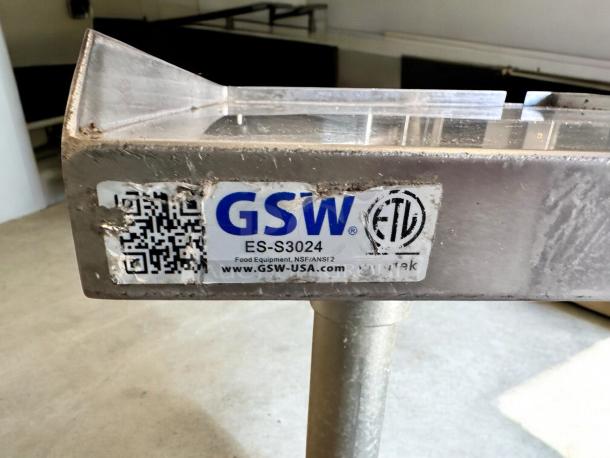 GSW®
ES-S3024
Food Equipment, NSF/ANSI 2
www.GSW-USA.com
ETL